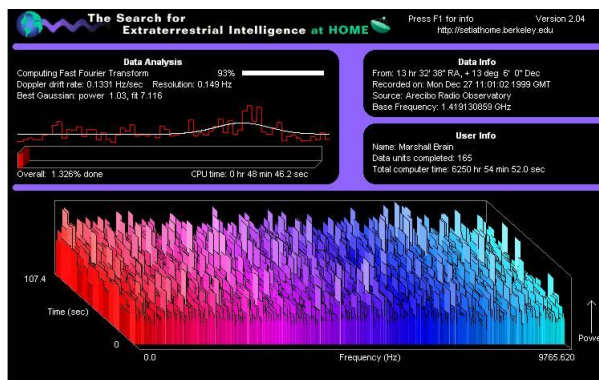 The Search for
Extraterrestrial Intelligence at HOME
Press F1 for info Version 2.04
http://setiathome.berkeley.edu
Data Analysis
Computing Fast Fourier Transform 93%
Doppler drift rate: 0.1331 Hz/sec Resolution: 0.149 Hz
Best Gaussian: power 1.03, fit 7.116
Overall: 1.326% done CPU time: 0 hr 48 min 46.2 sec
Data Info
From: 13 hr 32' 38" RA, + 13 deg 6' 0" Dec
Recorded on: Mon Dec 27 11:01:02 1999 GMT
Source: Arecibo Radio Observatory
Base Frequency: 1.419130859 GHz
User Info
Name: Marshall Brain
Data units completed: 165
Total computer time: 6250 hr 54 min 52.0 sec
107.4
Time (sec)
0
0.0
Frequency (Hz)
9765.620
Power